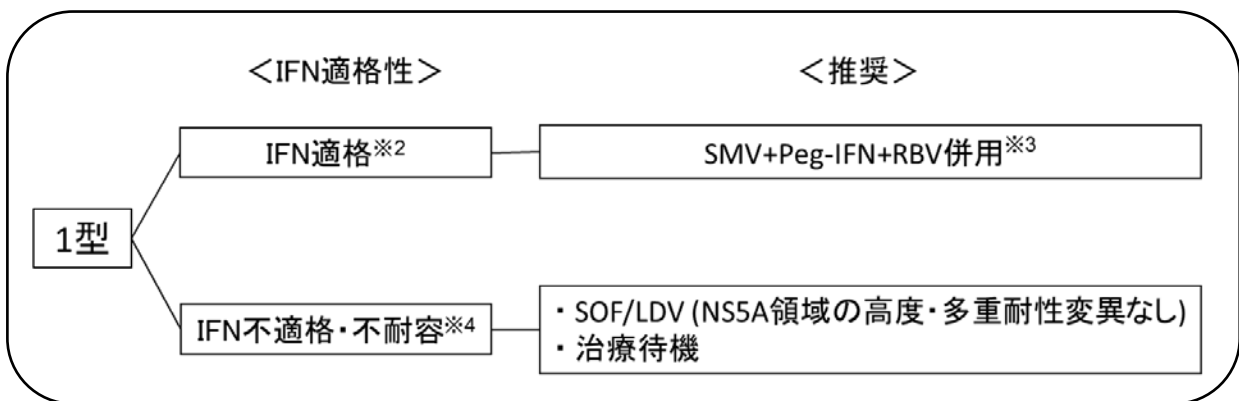 <IFN適格性>
<推奨>
IFN適格※2
SMV+Peg-IFN+RBV併用※3
1型
IFN不適格・不耐容※4
・SOF/LDV (NS5A領域の高度・多重耐性変異なし)
・治療待機